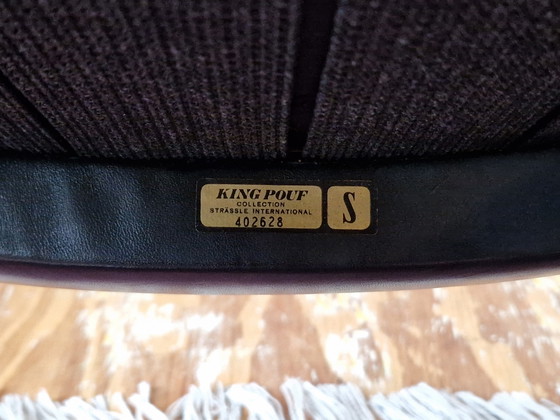 KING POUF
COLLECTION
STRÄSSLE INTERNATIONAL
402628
S